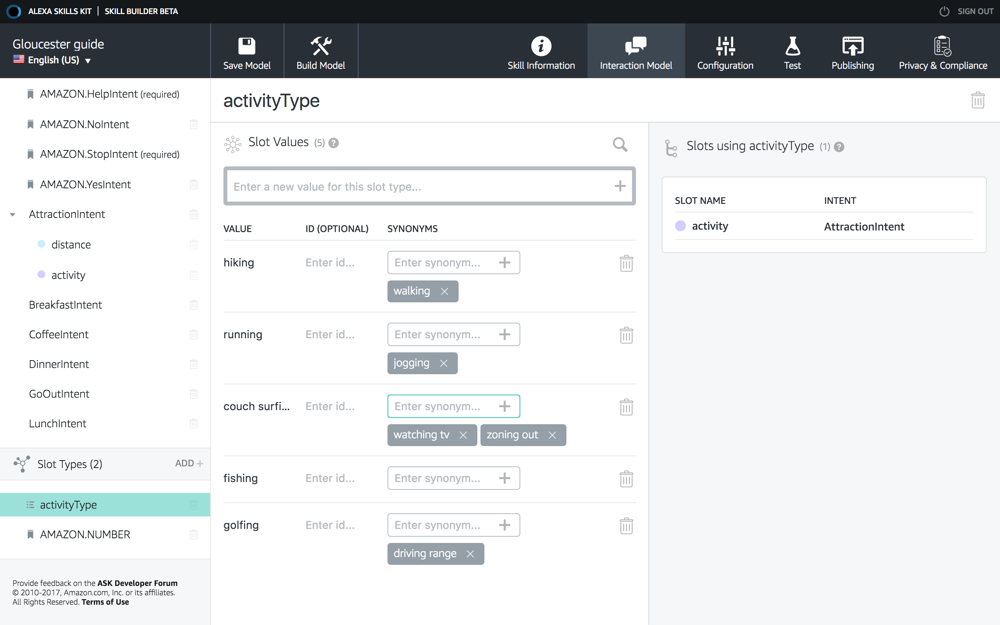 ALEXA SKILLS KIT | SKILL BUILDER BETA
SIGN OUT
Gloucester guide
English (US) ▼
Save Model
Build Model
Skill Information
Interaction Model
Configuration
Test
Publishing
Privacy & Compliance
AMAZON.HelpIntent (required)
AMAZON.NoIntent
AMAZON.StopIntent (required)
AMAZON.YesIntent
AttractionIntent
distance
activity
BreakfastIntent
CoffeeIntent
DinnerIntent
GoOutIntent
LunchIntent
Slot Types (2)
ADD +
activityType
AMAZON.NUMBER
Provide feedback on the ASK Developer Forum
© 2010-2017, Amazon.com, Inc. or its affiliates.
All Rights Reserved. Terms of Use
activityType
Slot Values (5) ?
Enter a new value for this slot type... +
VALUE ID (OPTIONAL) SYNONYMS
hiking Enter id... Enter synonym... +
walking ×
running Enter id... Enter synonym... +
jogging ×
couch surfi... Enter id... Enter synonym... +
watching tv × zoning out ×
fishing Enter id... Enter synonym... +
golfing Enter id... Enter synonym... +
driving range ×
Slots using activityType (1) ?
SLOT NAME INTENT
activity AttractionIntent